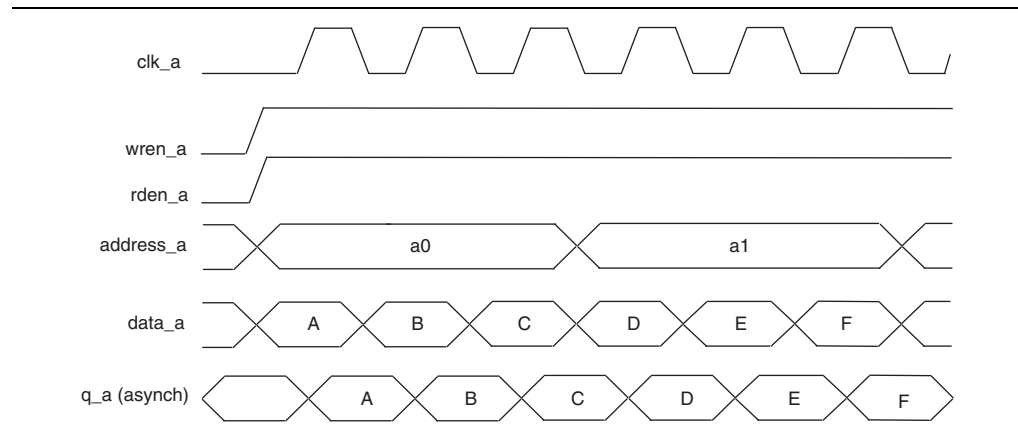 clk_a
wren_a
rden_a
address_a a0 a1
data_a A B C D E F
q_a (asynch) A B C D E F